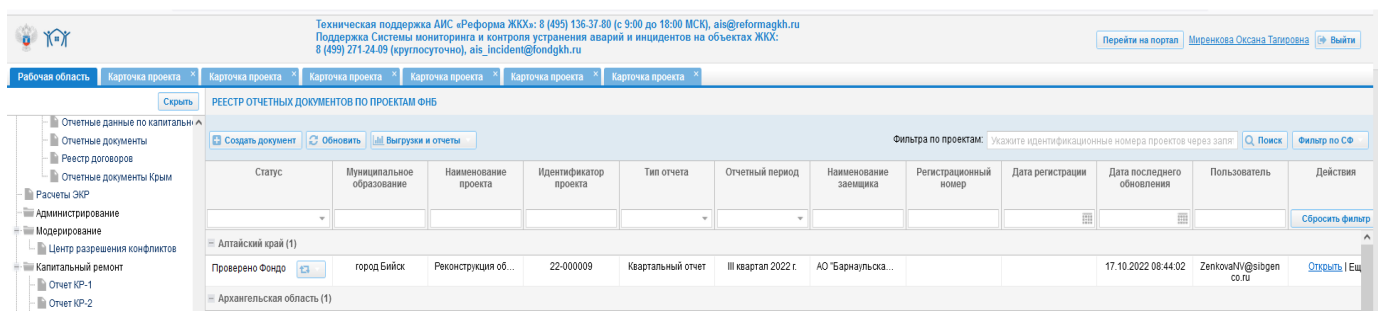 Техническая поддержка АИС «Реформа ЖКХ»: 8 (495) 136-37-80 (с 9:00 до 18:00 МСК), ais@reformagkh.ru
Поддержка Системы мониторинга и контроля устранения аварий и инцидентов на объектах ЖКХ:
8 (499) 271-24-09 (круглосуточно), ais_incident@fondgkh.ru
Перейти на портал Миренкова Оксана Тагировна Выйти
Рабочая область Карточка проекта Карточка проекта Карточка проекта Карточка проекта Карточка проекта Карточка проекта
Скрыть
РЕЕСТР ОТЧЕТНЫХ ДОКУМЕНТОВ ПО ПРОЕКТАМ ФНБ
Отчетные данные по капитальн
Отчетные документы
Реестр договоров
Отчетные документы Крым
Расчеты ЭКР
Администрирование
Модерирование
Центр разрешения конфликтов
Капитальный ремонт
Отчет КР-1
Отчет КР-2
Создать документ Обновить Выгрузки и отчеты
Фильтра по проектам: Укажите идентификационные номера проектов через запят Поиск Фильтр по СФ
Статус
Муниципальное
образование
Наименование
проекта
Идентификатор
проекта
Тип отчета
Отчетный период
Наименование
заемщика
Регистрационный
номер
Дата регистрации
Дата последнего
обновления
Пользователь
Действия
Сбросить фильтр
Алтайский край (1)
Проверено Фондо
город Бийск
Реконструкция об...
22-000009
Квартальный отчет
III квартал 2022 г.
АО "Барнаульска...
17.10.2022 08:44:02
ZenkovaNV@sibgen
co.ru
Открыть | Ещ
Архангельская область (1)